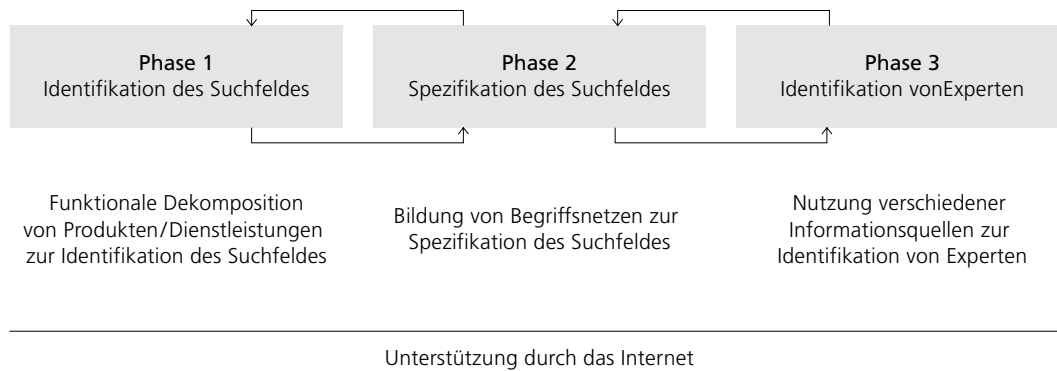 Phase 1
Identifikation des Suchfeldes
Phase 2
Spezifikation des Suchfeldes
Phase 3
Identifikation vonExperten
Funktionale Dekomposition
von Produkten/Dienstleistungen
zur Identifikation des Suchfeldes
Bildung von Begriffsnetzen zur
Spezifikation des Suchfeldes
Nutzung verschiedener
Informationsquellen zur
Identifikation von Experten
Unterstützung durch das Internet